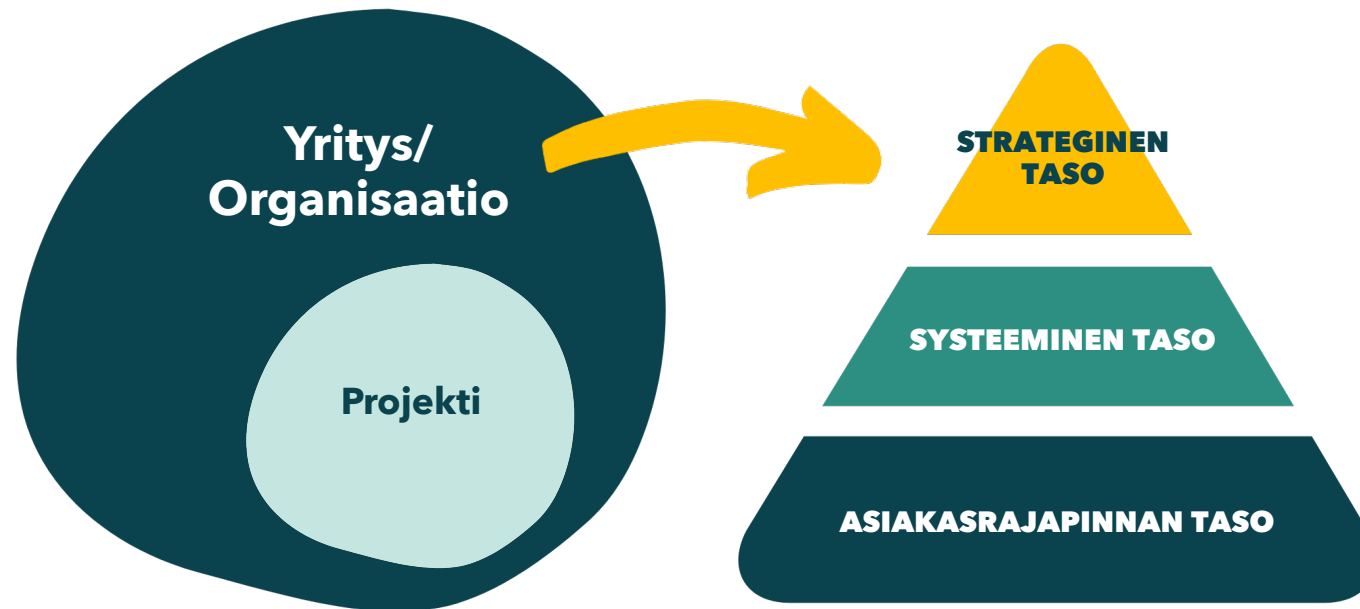 Yritys/
Organisaatio
Projekti
STRATEGINEN
TASO
SYSTEEMINEN TASO
ASIAKASRAJAPINNAN TASO